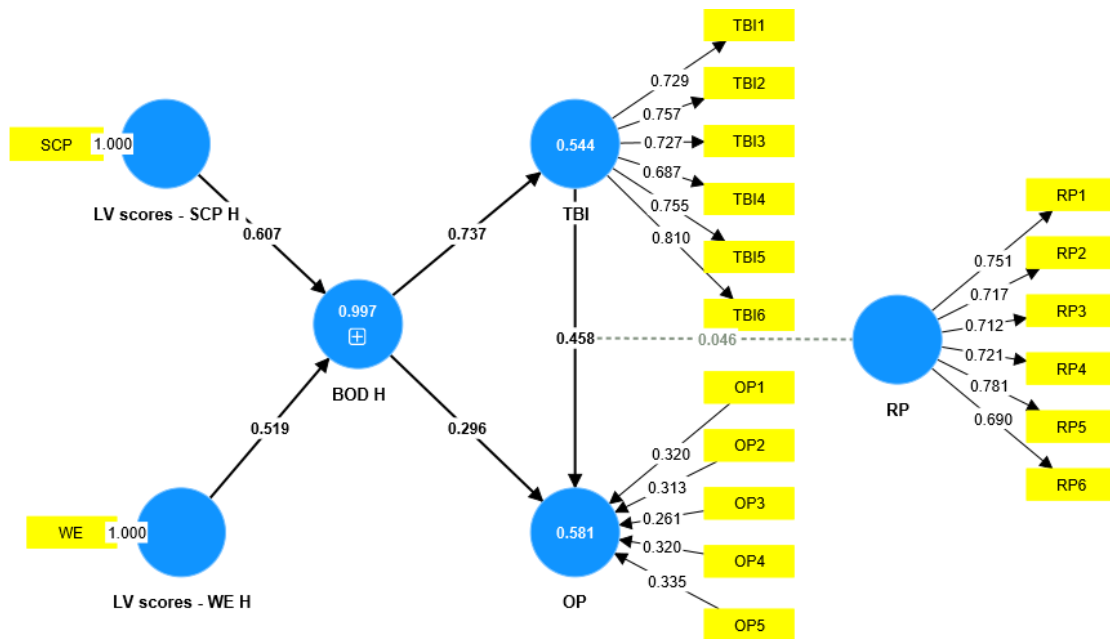 SCP
1.000
LV scores - SCP H
0.607
WE
1.000
LV scores - WE H
0.519
0.997
BOD H
0.737
0.296
0.544
TBI
0.729
0.757
0.727
0.687
0.755
0.810
TBI1
TBI2
TBI3
TBI4
TBI5
TBI6
0.458
0.046
0.581
OP
0.320
0.313
0.261
0.320
0.335
OP1
OP2
OP3
OP4
OP5
RP
0.751
0.717
0.712
0.721
0.781
0.690
RP1
RP2
RP3
RP4
RP5
RP6